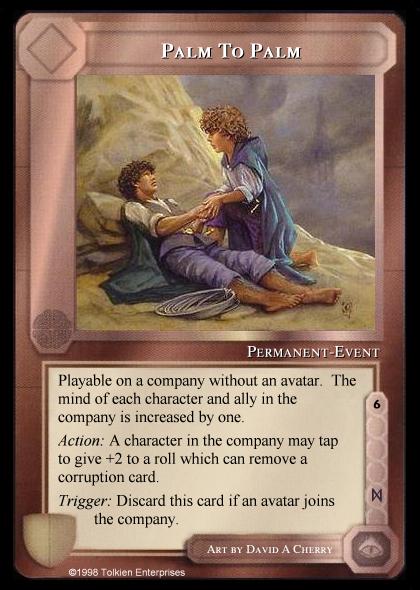 PALM TO PALM
PERMANENT-EVENT
Playable on a company without an avatar. The
mind of each character and ally in the
company is increased by one.
Action: A character in the company may tap
to give +2 to a roll which can remove a
corruption card.
Trigger: Discard this card if an avatar joins
the company.
6
ART BY DAVID A CHERRY
©1998 Tolkien Enterprises